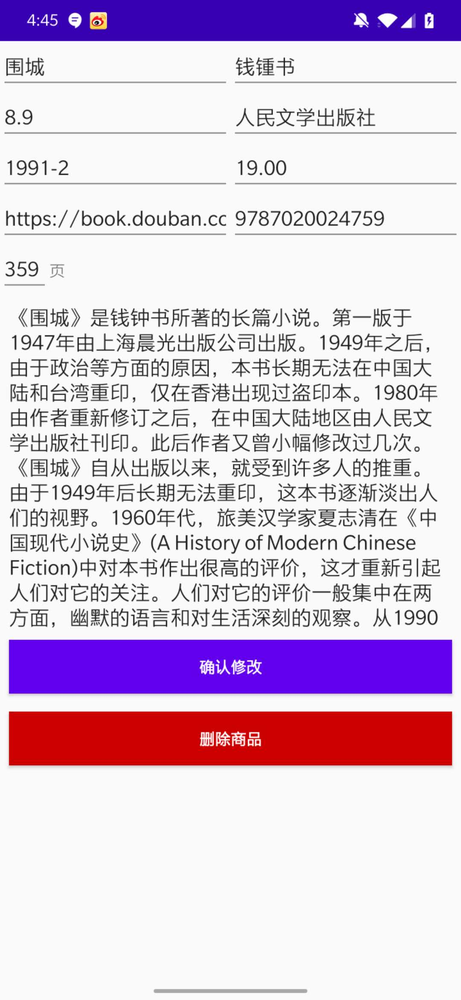 4:45
围城
钱锺书
8.9
人民文学出版社
1991-2
19.00
https://book.douban.cc
9787020024759
359 页
《围城》是钱钟书所著的长篇小说。第一版于
1947年由上海晨光出版公司出版。1949年之后，
由于政治等方面的原因，本书长期无法在中国大
陆和台湾重印，仅在香港出现过盗印本。1980年
由作者重新修订之后，在中国大陆地区由人民文
学出版社刊印。此后作者又曾小幅修改过几次。
《围城》自从出版以来，就受到许多人的推重。
由于1949年后长期无法重印，这本书逐渐淡出人
们的视野。1960年代，旅美汉学家夏志清在《中
国现代小说史》(A History of Modern Chinese
Fiction)中对本书作出很高的评价，这才重新引起
人们对它的关注。人们对它的评价一般集中在两
方面，幽默的语言和对生活深刻的观察。从1990
确认修改
删除商品